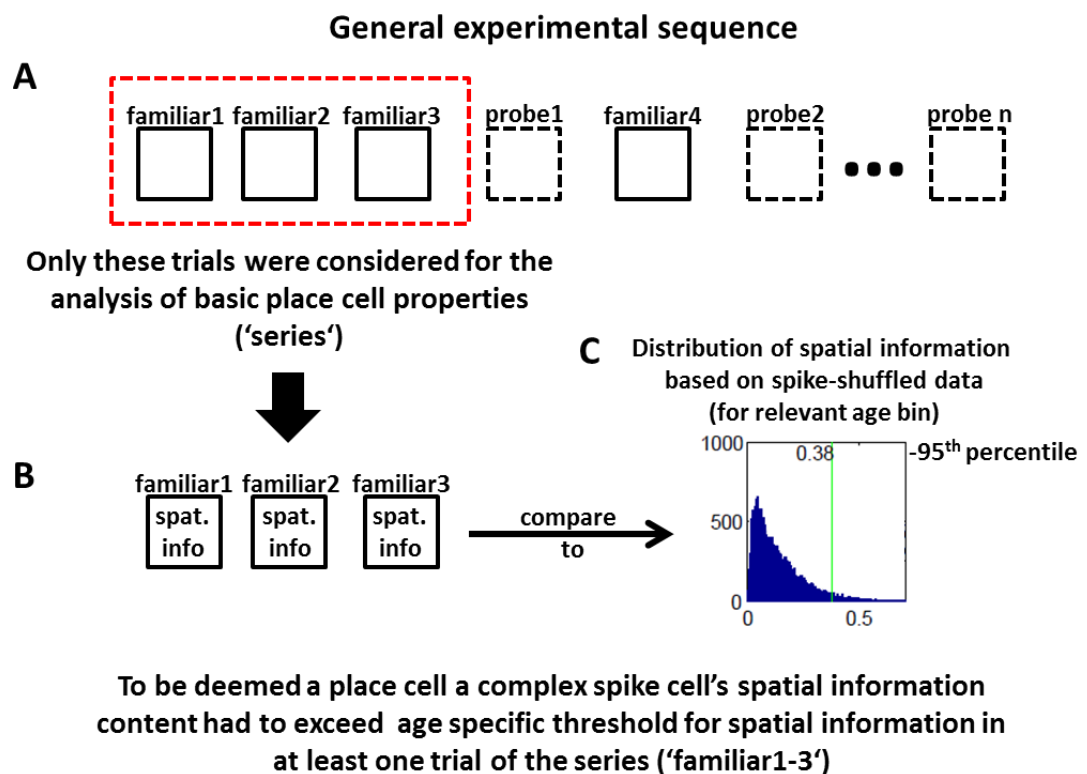 General experimental sequence
A
familiar1 familiar2 familiar3 probe1 familiar4 probe2 probe n
Only these trials were considered for the
analysis of basic place cell properties
(‘series‘)
C Distribution of spatial information
based on spike-shuffled data
(for relevant age bin)
1000
0.38
-95th percentile
500
0
0 0.5
B
familiar1 familiar2 familiar3
spat. spat. spat.
info info info
compare
to
To be deemed a place cell a complex spike cell’s spatial information
content had to exceed age specific threshold for spatial information in
at least one trial of the series (‘familiar1-3‘)